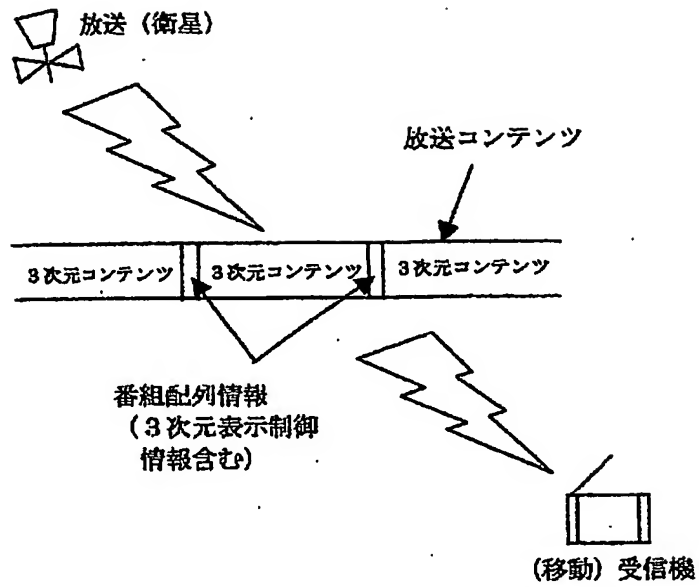 放送（衛星）
放送コンテンツ
3次元コンテンツ
3次元コンテンツ
3次元コンテンツ
番組配列情報
（3次元表示制御
情報含む）
（移動）受信機